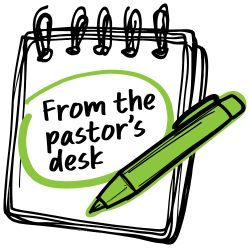 From the
pastor's
desk